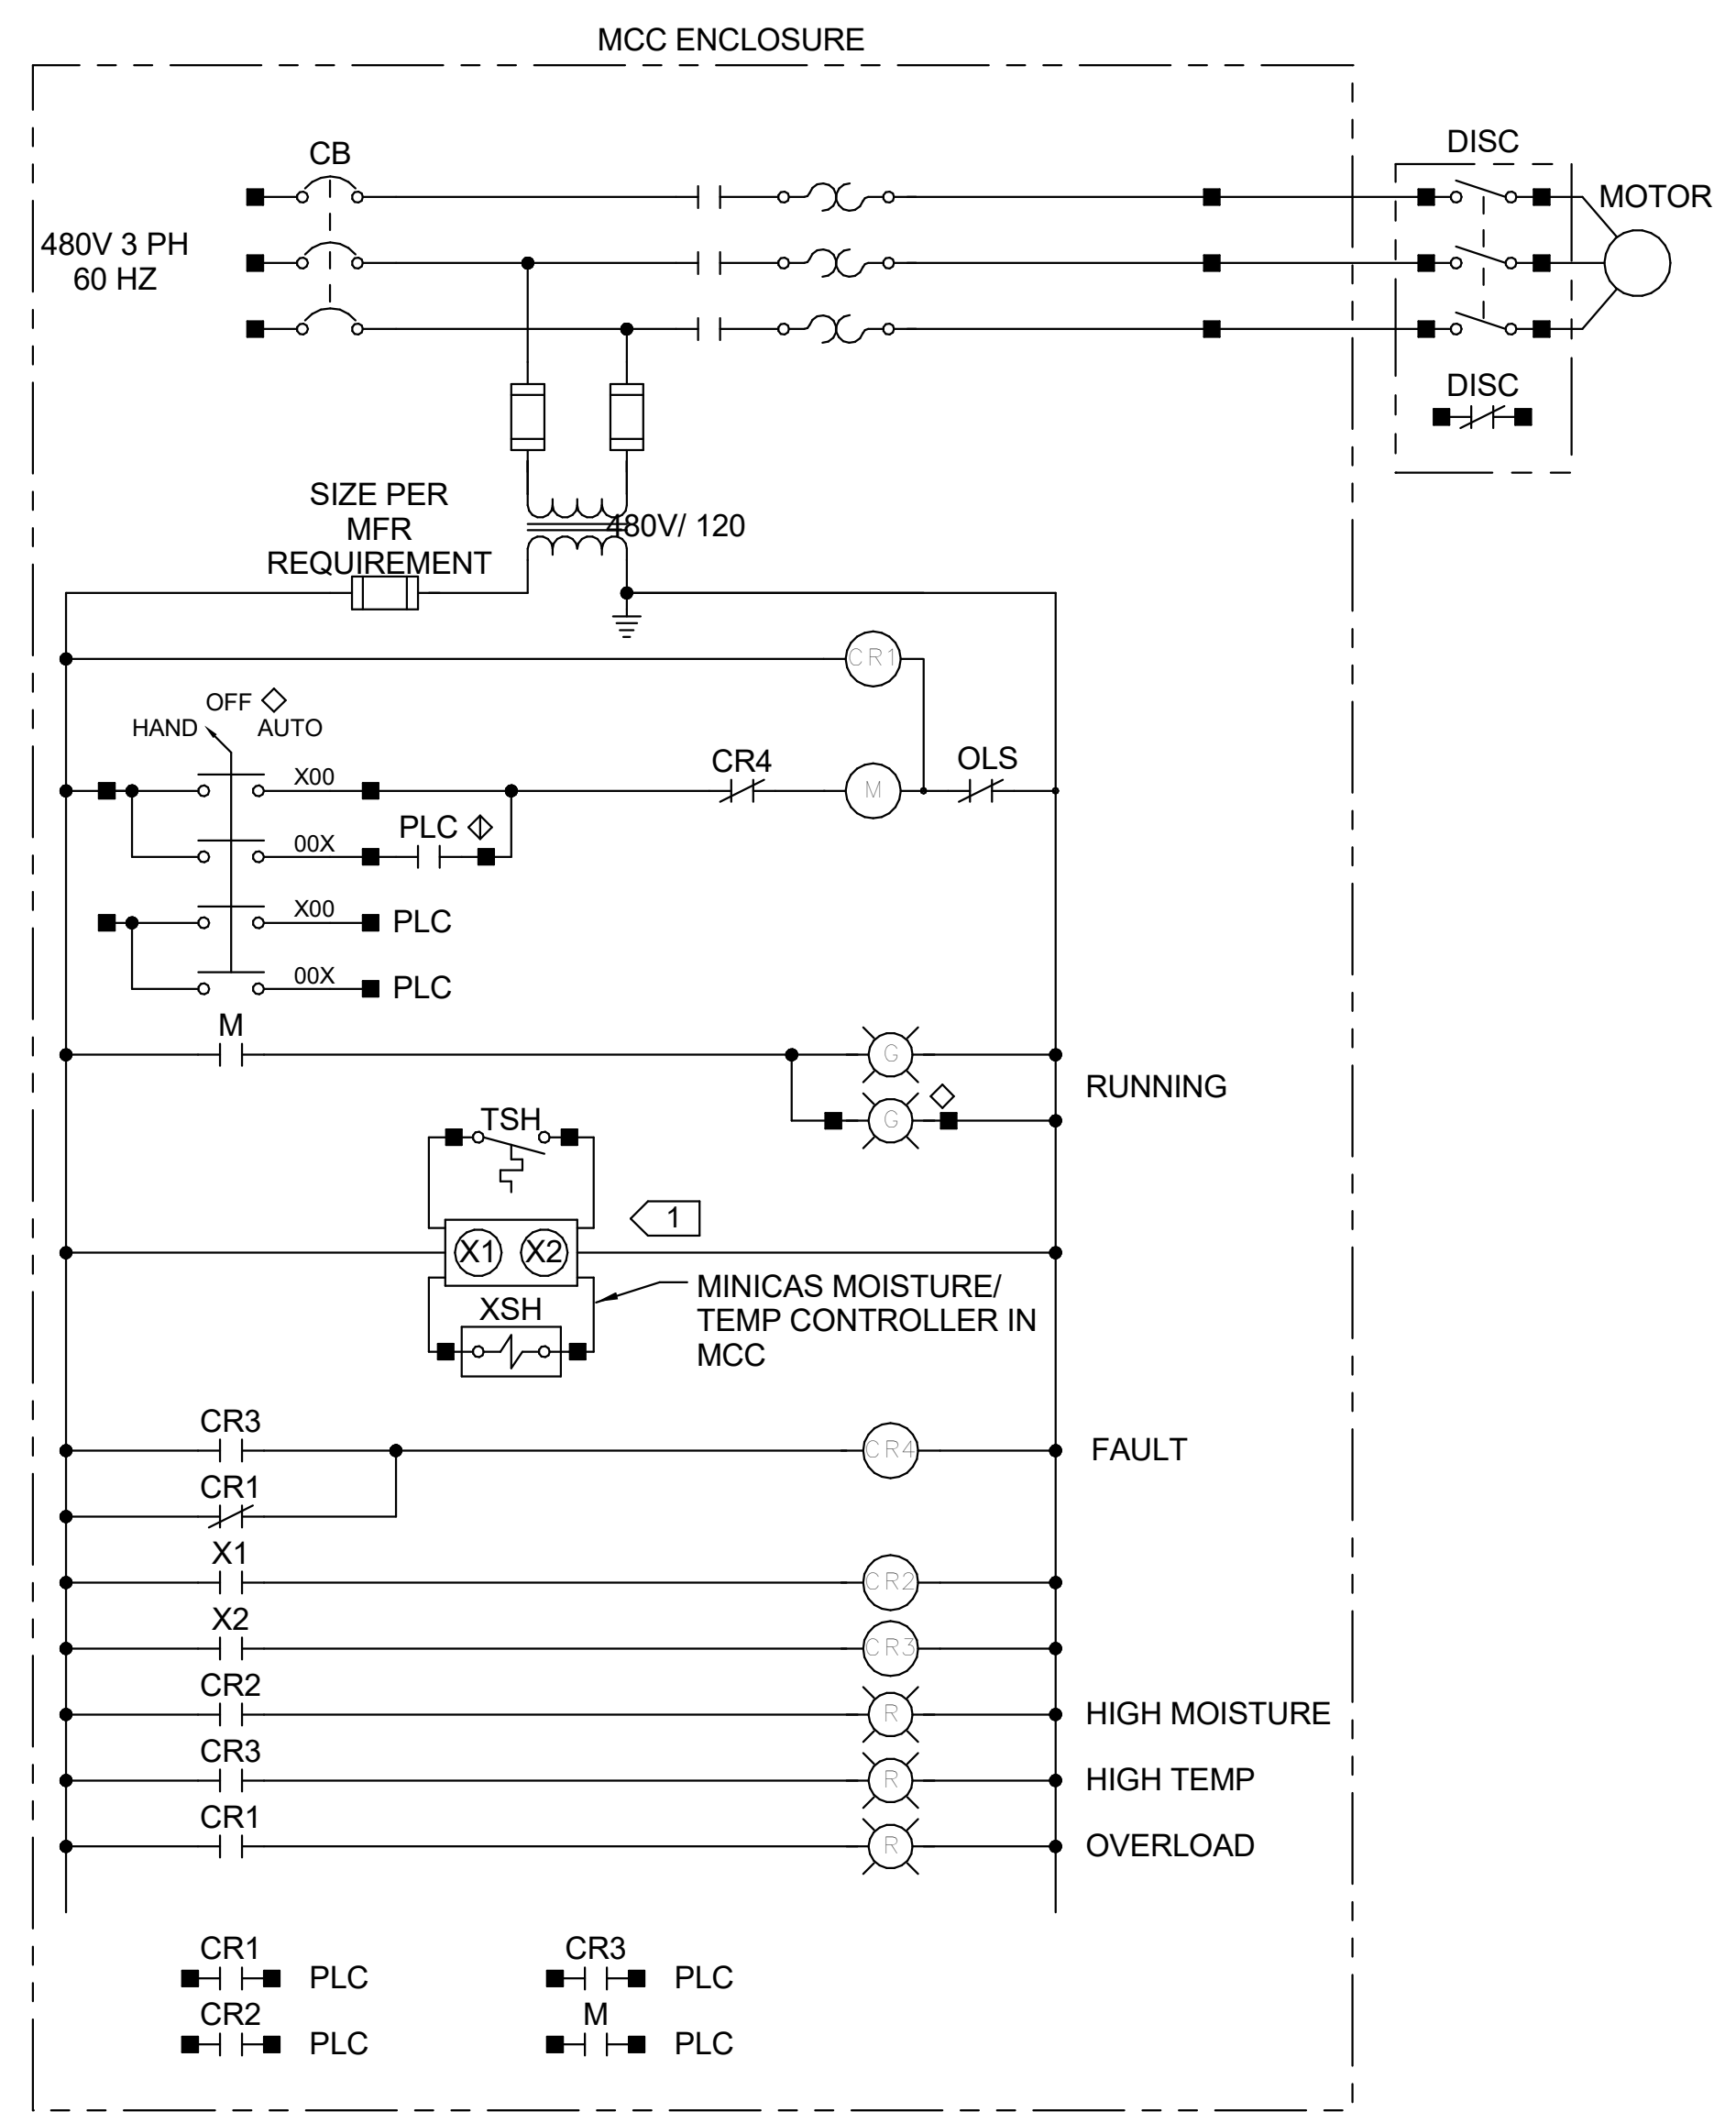 MCC ENCLOSURE
CB
DISC
MOTOR
480V 3 PH
60 HZ
DISC
SIZE PER
MFR
REQUIREMENT
480V/ 120
CR1
OFF
HAND
AUTO
X00
CR4
M
OLS
00X
PLC
X00
PLC
00X
PLC
M
G
RUNNING
G
TSH
1
X1
X2
XSH
MINICAS MOISTURE/
TEMP CONTROLLER IN
MCC
CR3
CR4
FAULT
CR1
X1
CR2
X2
CR3
CR2
R
HIGH MOISTURE
CR3
R
HIGH TEMP
CR1
R
OVERLOAD
CR1
PLC
CR3
PLC
CR2
PLC
M
PLC